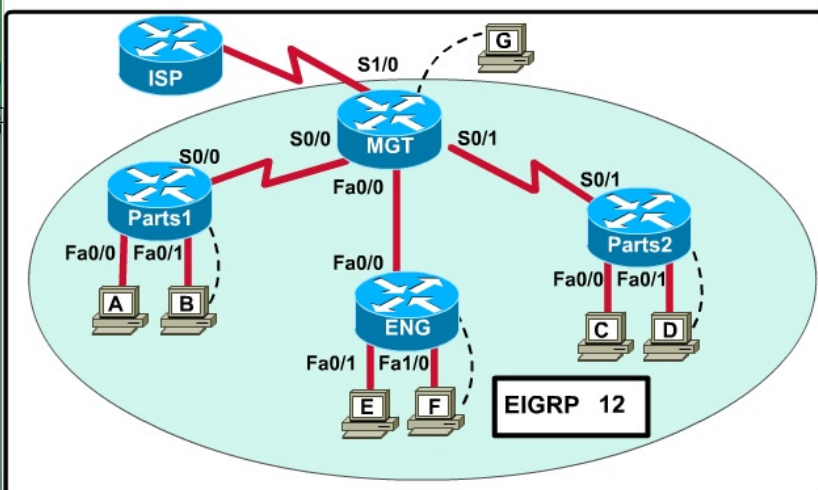 ISP
S1/0
G
S0/0
MGT
S0/1
S0/0
Fa0/0
S0/1
Parts1
Parts2
Fa0/0 Fa0/1
Fa0/0
Fa0/0 Fa0/1
A
B
ENG
C
D
Fa0/1 Fa1/0
E
F
EIGRP 12